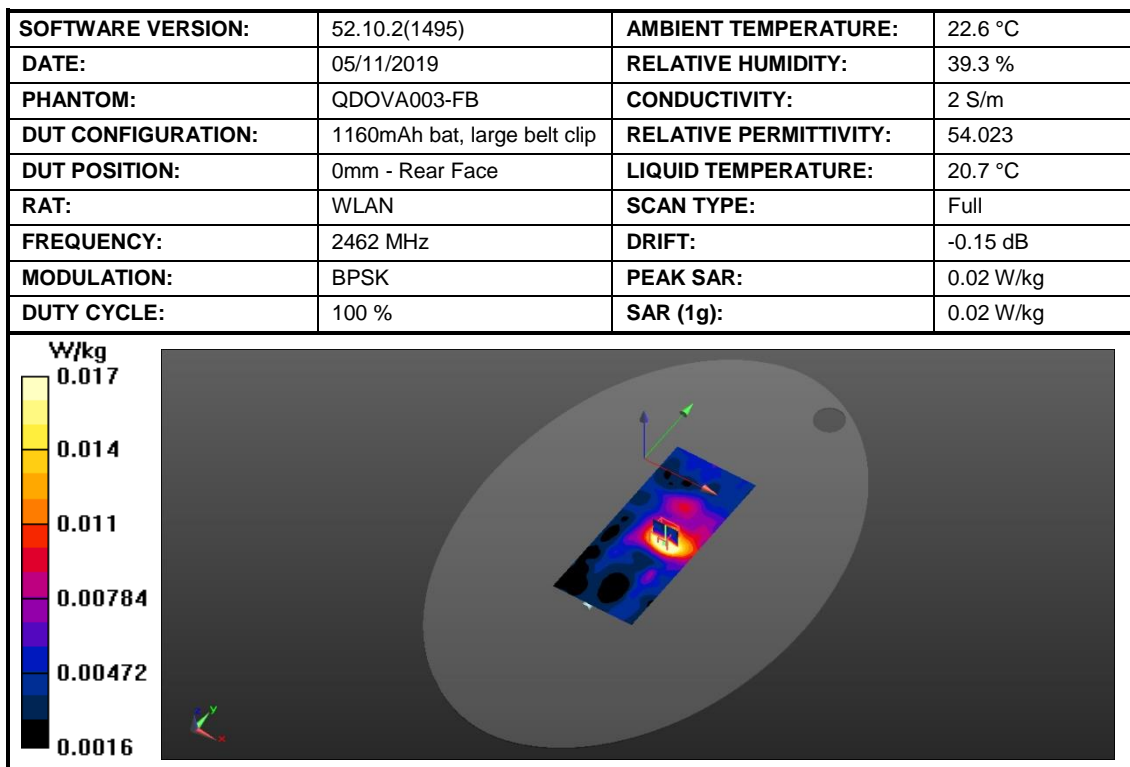 SOFTWARE VERSION: 52.10.2(1495) AMBIENT TEMPERATURE: 22.6 °C
DATE: 05/11/2019 RELATIVE HUMIDITY: 39.3 %
PHANTOM: QDOVA003-FB CONDUCTIVITY: 2 S/m
DUT CONFIGURATION: 1160mAh bat, large belt clip RELATIVE PERMITTIVITY: 54.023
DUT POSITION: 0mm - Rear Face LIQUID TEMPERATURE: 20.7 °C
RAT: WLAN SCAN TYPE: Full
FREQUENCY: 2462 MHz DRIFT: -0.15 dB
MODULATION: BPSK PEAK SAR: 0.02 W/kg
DUTY CYCLE: 100 % SAR (1g): 0.02 W/kg
W/kg
0.017
0.014
0.011
0.00784
0.00472
0.0016
z y
x